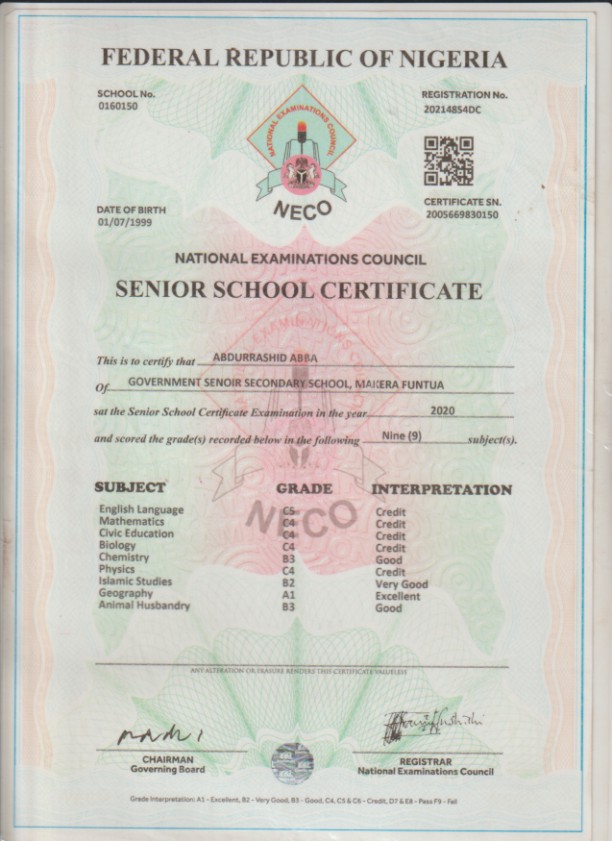 FEDERAL REPUBLIC OF NIGERIA
SCHOOL No.
0160150
REGISTRATION No.
20214854DC
NATIONAL EXAMINATIONS COUNCIL
NECO
DATE OF BIRTH
01/07/1999
CERTIFICATE SN.
2005669830150
NATIONAL EXAMINATIONS COUNCIL
SENIOR SCHOOL CERTIFICATE
This is to certify that ABDURRASHID ABBA
Of GOVERNMENT SENOIR SECONDARY SCHOOL, MAKERA FUNTUA
sat the Senior School Certificate Examination in the year 2020
and scored the grade(s) recorded below in the following Nine (9) subject(s).
SUBJECT GRADE INTERPRETATION
English Language C5 Credit
Mathematics C4 Credit
Civic Education C4 Credit
Biology C4 Credit
Chemistry B3 Good
Physics C4 Credit
Islamic Studies B2 Very Good
Geography A1 Excellent
Animal Husbandry B3 Good
NECO
ANY ALTERATION OR ERASURE RENDERS THIS CERTIFICATE VALUELESS
CHAIRMAN
Governing Board
REGISTRAR
National Examinations Council
Grade Interpretation: A1 - Excellent, B2 - Very Good, B3 - Good, C4, C5 & C6 - Credit, D7 & E8 - Pass F9 - Fail